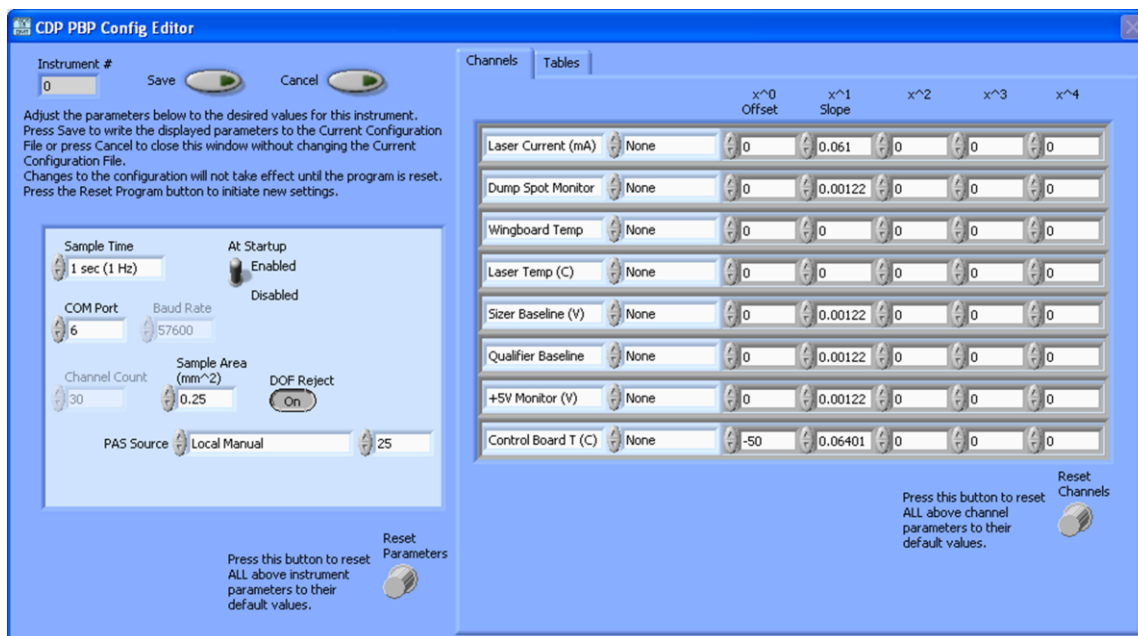 CDP PBP Config Editor
Instrument #
0
Save
Cancel
Adjust the parameters below to the desired values for this instrument.
Press Save to write the displayed parameters to the Current Configuration
File or press Cancel to close this window without changing the Current
Configuration File.
Changes to the configuration will not take effect until the program is reset.
Press the Reset Program button to initiate new settings.
Sample Time
1 sec (1 Hz)
At Startup
Enabled
Disabled
COM Port
6
Baud Rate
57600
Channel Count
30
Sample Area
(mm^2)
0.25
DOF Reject
On
PAS Source Local Manual 25
Reset
Parameters
Press this button to reset
ALL above instrument
parameters to their
default values.
Channels Tables
x^0 x^1 x^2 x^3 x^4
Offset Slope
Laser Current (mA) None 0 0.061 0 0 0
Dump Spot Monitor None 0 0.00122 0 0 0
Wingboard Temp None 0 0 0 0 0
Laser Temp (C) None 0 0 0 0 0
Sizer Baseline (V) None 0 0.00122 0 0 0
Qualifier Baseline None 0 0.00122 0 0 0
+5V Monitor (V) None 0 0.00122 0 0 0
Control Board T (C) None -50 0.06401 0 0 0
Reset
Channels
Press this button to reset
ALL above channel
parameters to their
default values.